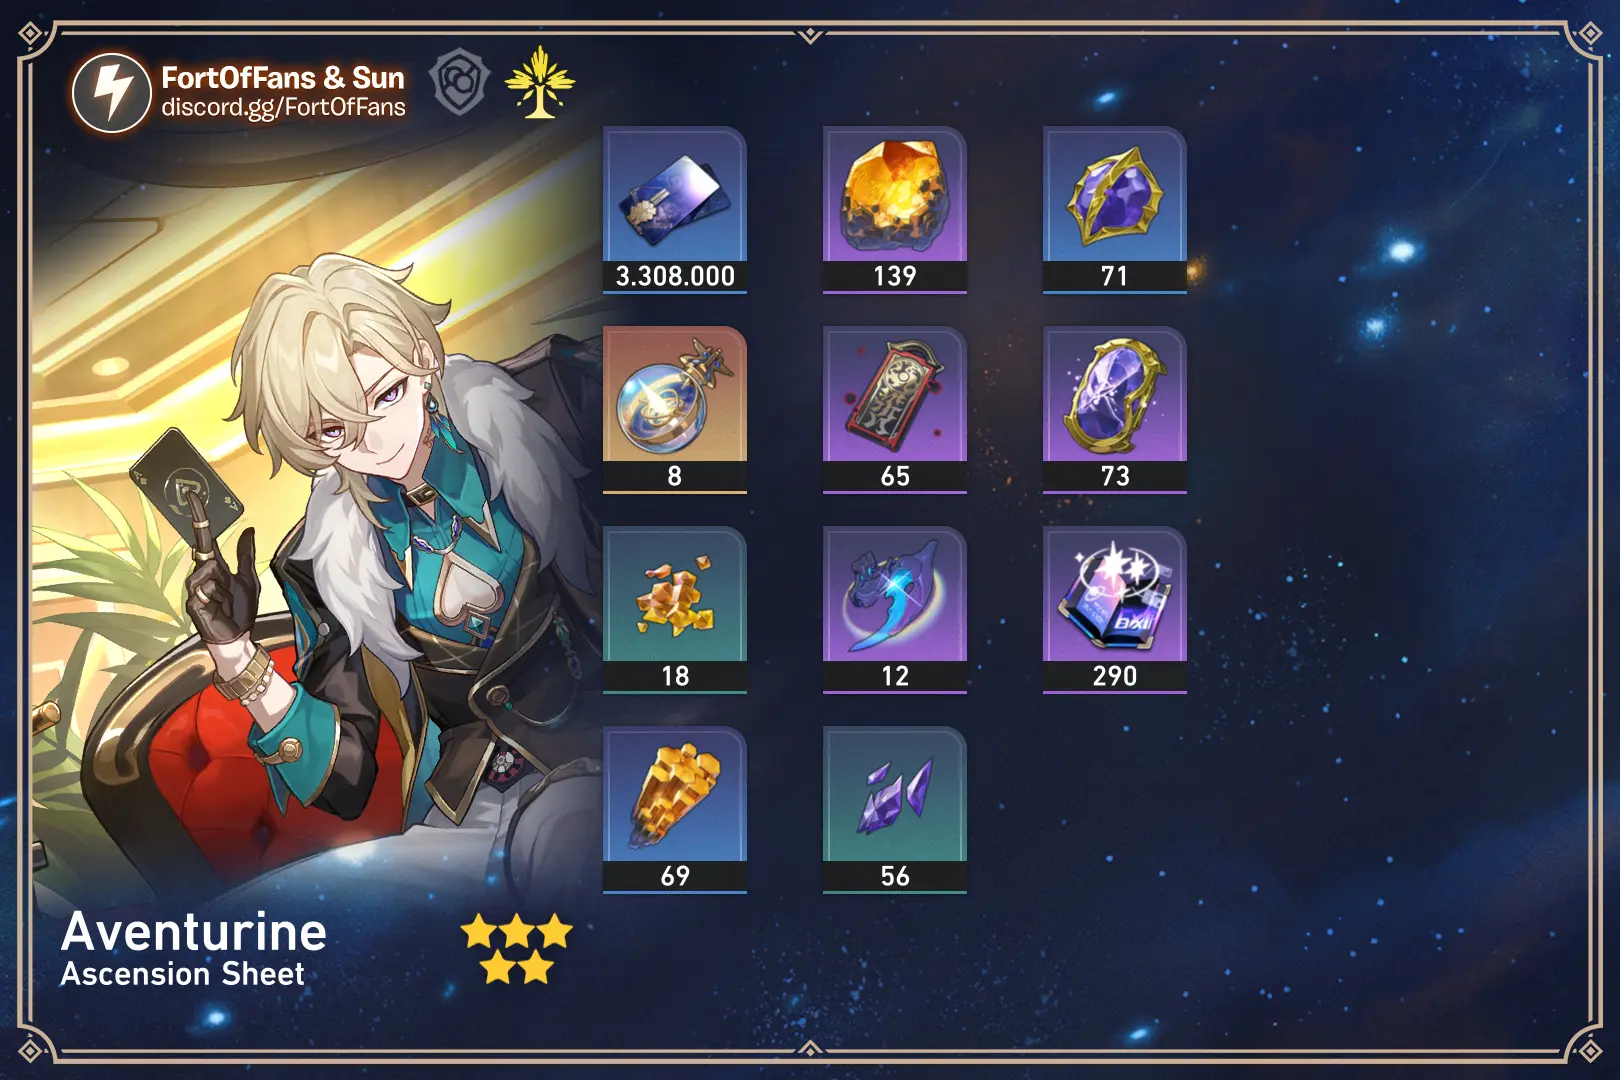 FortOfFans & Sun
discord.gg/FortOfFans
3.308.000
139
71
8
65
73
18
12
290
69
56
Aventurine
Ascension Sheet